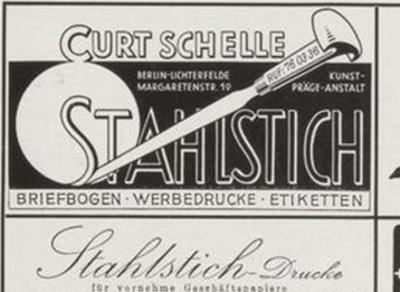 CURT SCHELLE
BERLIN-LICHTERFELDE
MARGARETENSTR. 19
RUF: 76 03 36
KUNST-
PRÄGE-ANSTALT
STAHLSTICH
BRIEFBOGEN · WERBEDRUCKE · ETIKETTEN
Stahlstich-Drucke
für vornehme Geschäftspapiere